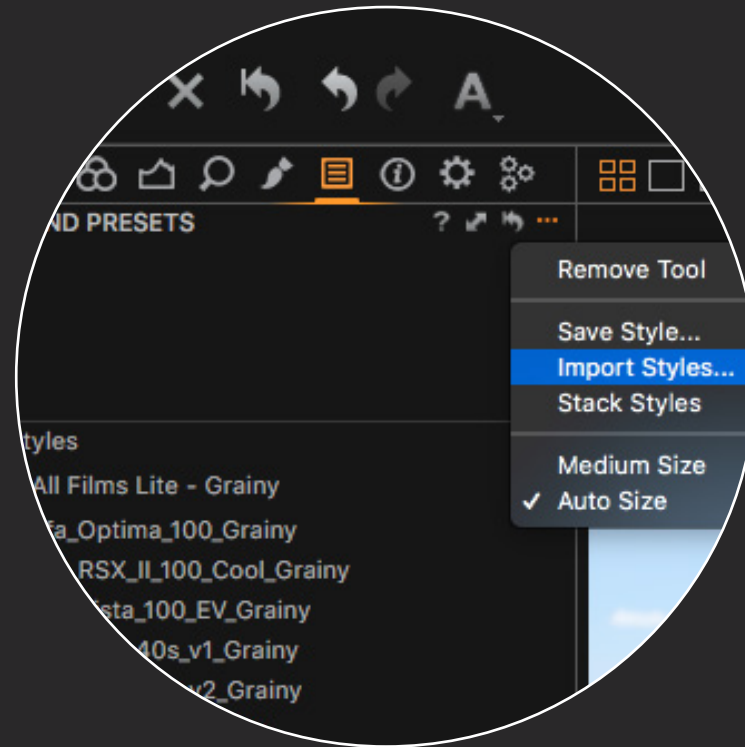 A
ND PRESETS ?
Remove Tool
Save Style...
Import Styles...
Stack Styles
Medium Size
✓ Auto Size
tyles
All Films Lite - Grainy
fa_Optima_100_Grainy
RSX_II_100_Cool_Grainy
ista_100_EV_Grainy
40s_v1_Grainy
v2_Grainy